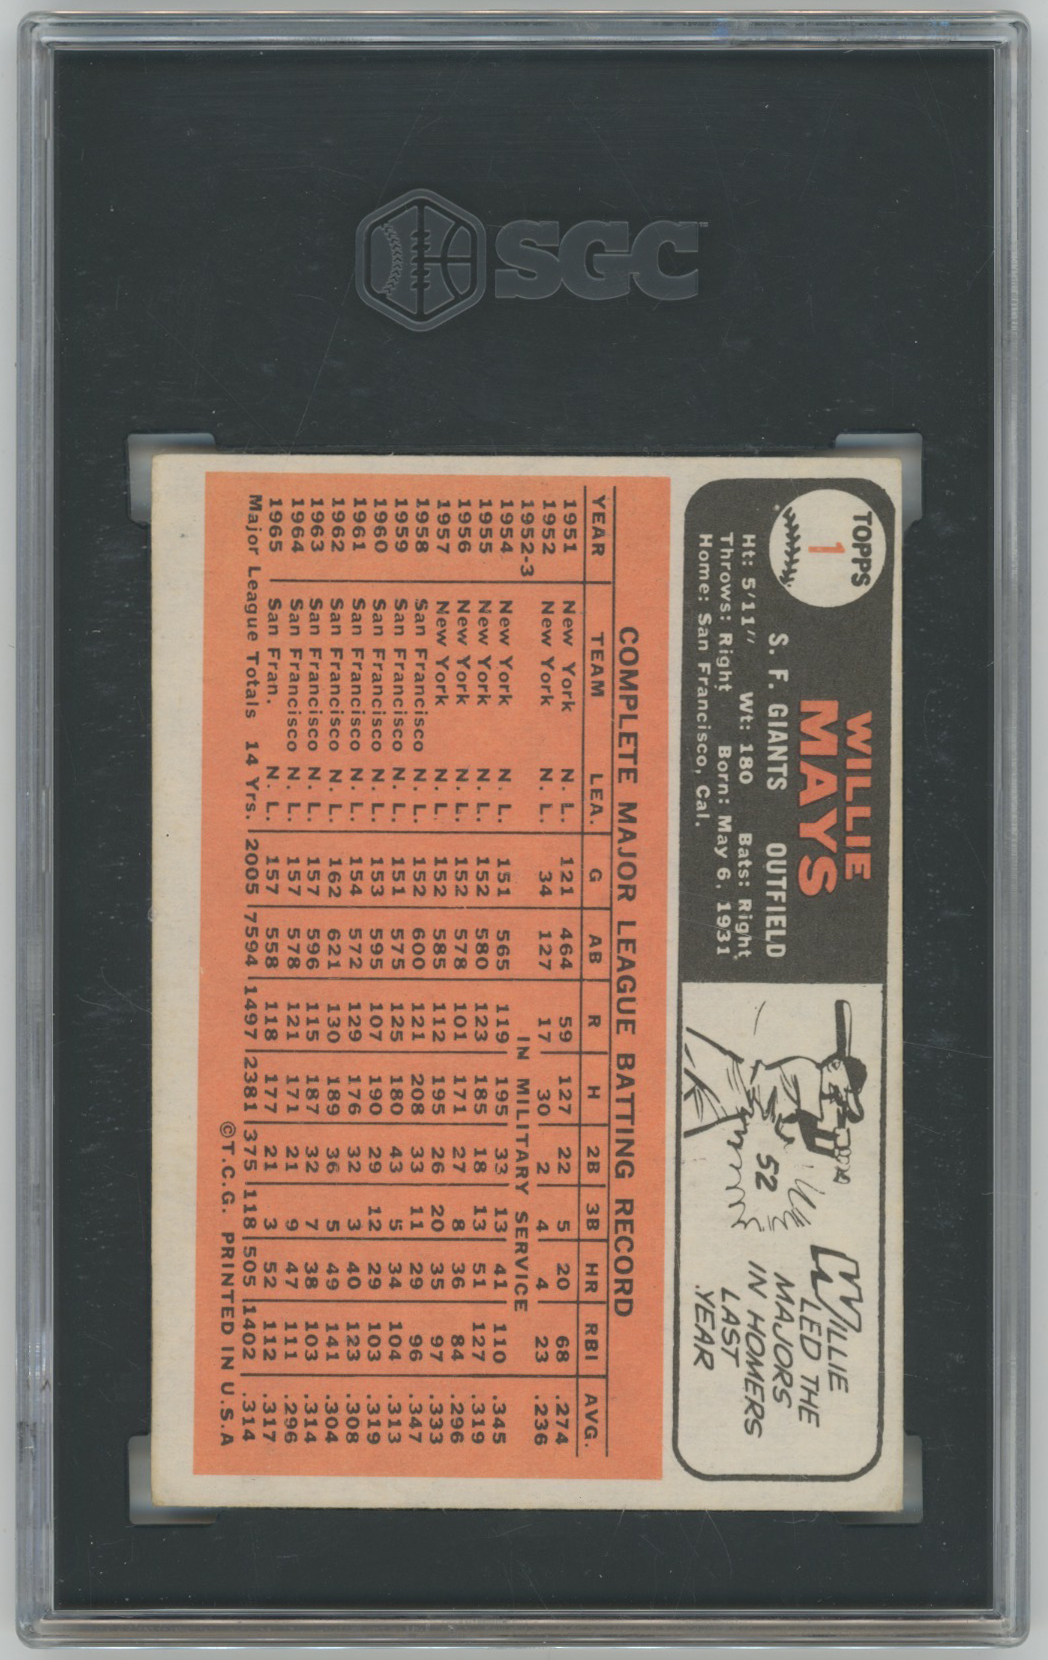 SGC
TOPPS
1
WILLIE
MAYS
S. F. GIANTS OUTFIELD
Ht: 5'11" Wt: 180 Bats: Right
Throws: Right Born: May 6, 1931
Home: San Francisco, Cal.
52
WILLIE
LED THE
MAJORS
IN HOMERS
LAST
YEAR.
COMPLETE MAJOR LEAGUE BATTING RECORD
YEAR TEAM LEA. G AB R H 2B 3B HR RBI AVG.
1951 New York N. L. 121 464 59 127 22 5 20 68 .274
1952 New York N. L. 34 127 17 30 2 4 4 23 .236
1952-3 IN MILITARY SERVICE
1954 New York N. L. 151 565 119 195 33 13 41 110 .345
1955 New York N. L. 152 580 123 185 18 13 51 127 .319
1956 New York N. L. 152 578 101 171 27 8 36 84 .296
1957 New York N. L. 152 585 112 195 26 20 35 97 .333
1958 San Francisco N. L. 152 600 121 208 33 11 29 96 .347
1959 San Francisco N. L. 151 575 125 180 43 5 34 104 .313
1960 San Francisco N. L. 153 595 107 190 29 12 29 103 .319
1961 San Francisco N. L. 154 572 129 176 32 3 40 123 .308
1962 San Francisco N. L. 162 621 130 189 36 5 49 141 .304
1963 San Francisco N. L. 157 596 115 187 32 7 38 103 .314
1964 San Francisco N. L. 157 578 121 171 21 9 47 111 .296
1965 San Fran. N. L. 157 558 118 177 21 3 52 112 .317
Major League Totals 14 Yrs. 2005 7594 1497 2381 375 118 505 1402 .314
©T.C.G. PRINTED IN U.S.A